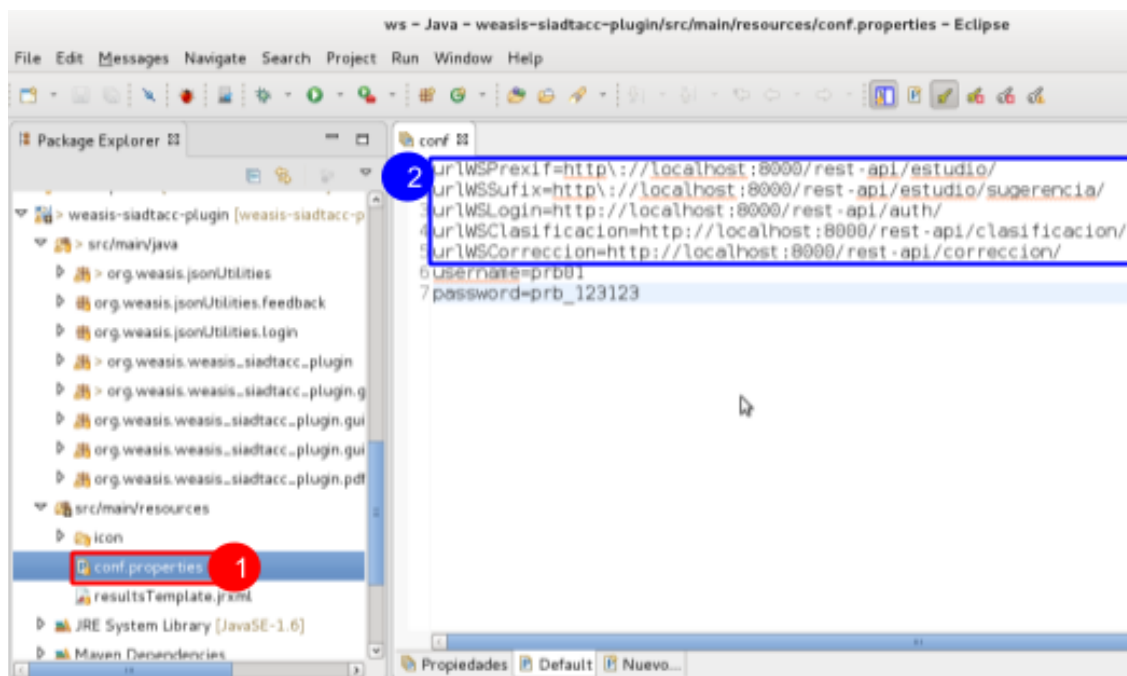 ws - Java - weasis-siadtacc-plugin/src/main/resources/conf.properties - Eclipse
File Edit Messages Navigate Search Project Run Window Help
Package Explorer
weasis-siadtacc-plugin [weasis-siadtacc-p
> src/main/java
> org.weasis.jsonUtilities
org.weasis.jsonUtilities.feedback
org.weasis.jsonUtilities.login
> org.weasis.weasis_siadtacc_plugin
> org.weasis.weasis_siadtacc_plugin.g
org.weasis.weasis_siadtacc_plugin.gui
org.weasis.weasis_siadtacc_plugin.gui
org.weasis.weasis_siadtacc_plugin.pdf
src/main/resources
icon
conf.properties 1
resultsTemplate.jrxml
JRE System Library [JavaSE-1.6]
Maven Dependencies
conf
2
urlWSPrexif=http\://localhost:8000/rest-api/estudio/
urlWSSufix=http\://localhost:8000/rest-api/estudio/sugerencia/
3 urlWSLogin=http://localhost:8000/rest-api/auth/
4 urlWSClasificacion=http://localhost:8000/rest-api/clasificacion/
5 urlWSCorreccion=http://localhost:8000/rest-api/correccion/
6 username=prb01
7 password=prb_123123
Propiedades Default Nuevo...